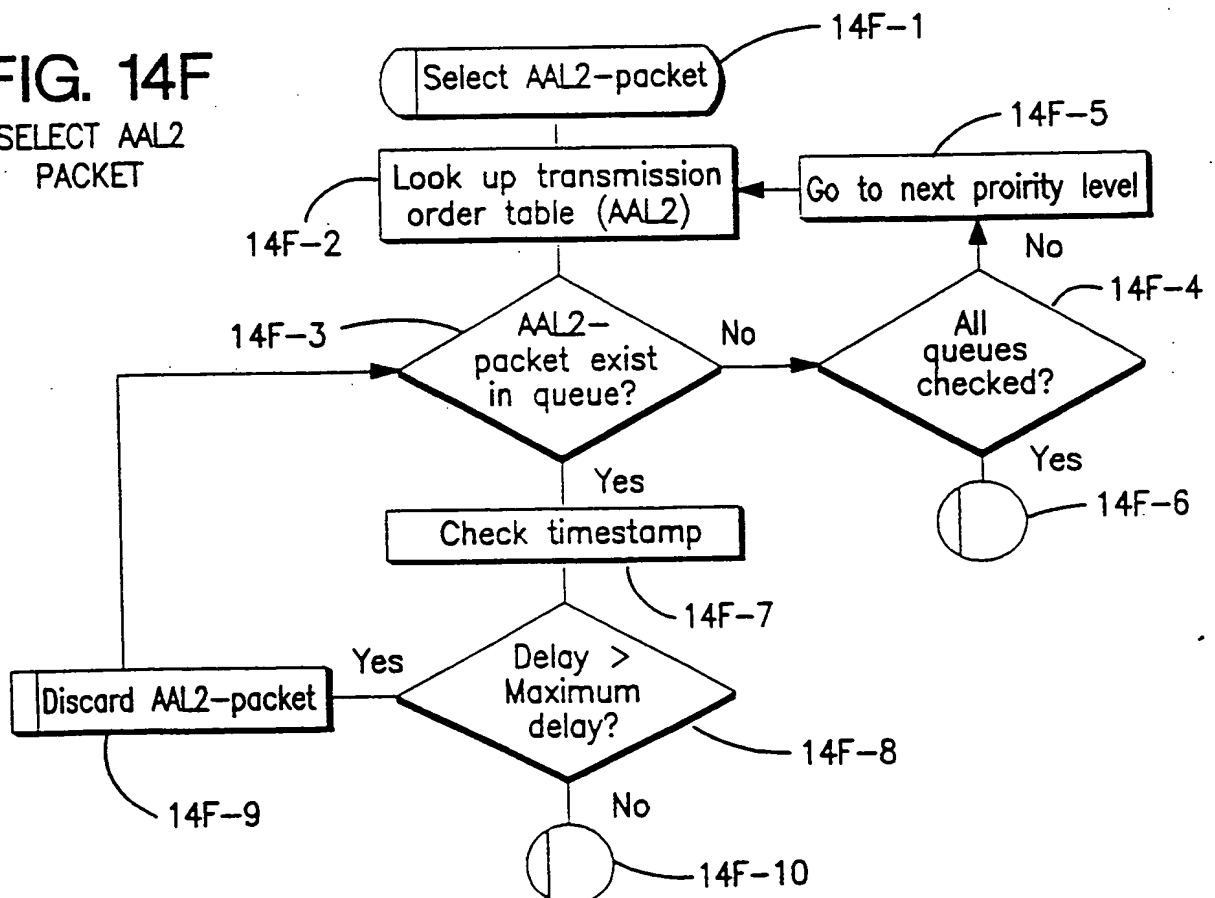 FIG. 14F
SELECT AAL2
PACKET
14F-1
Select AAL2-packet
14F-5
Look up transmission
order table (AAL2)
Go to next proirity level
14F-2
No
14F-4
14F-3
AAL2-
packet exist
in queue?
No
All
queues
checked?
Yes
Yes
14F-6
Check timestamp
14F-7
Yes
Delay >
Maximum
delay?
Discard AAL2-packet
14F-8
14F-9
No
14F-10